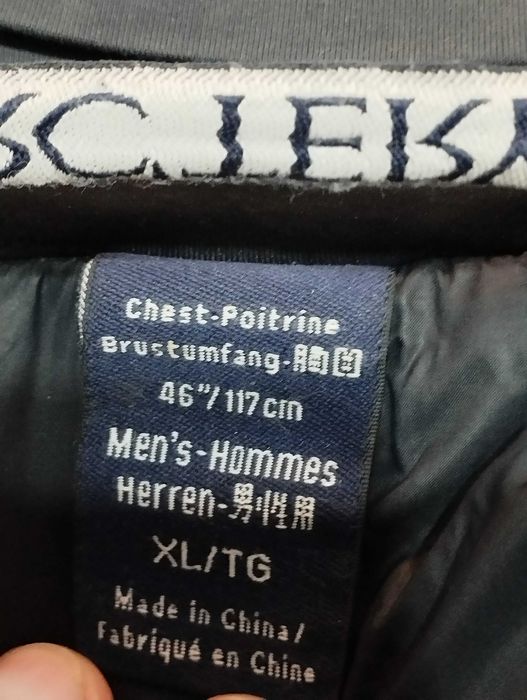 Chest-Poitrine
Brustumfang-胸囲
46"/117cm
Men's-Hommes
Herren-男性用
XL/TG
Made in China/
Fabriqué en Chine